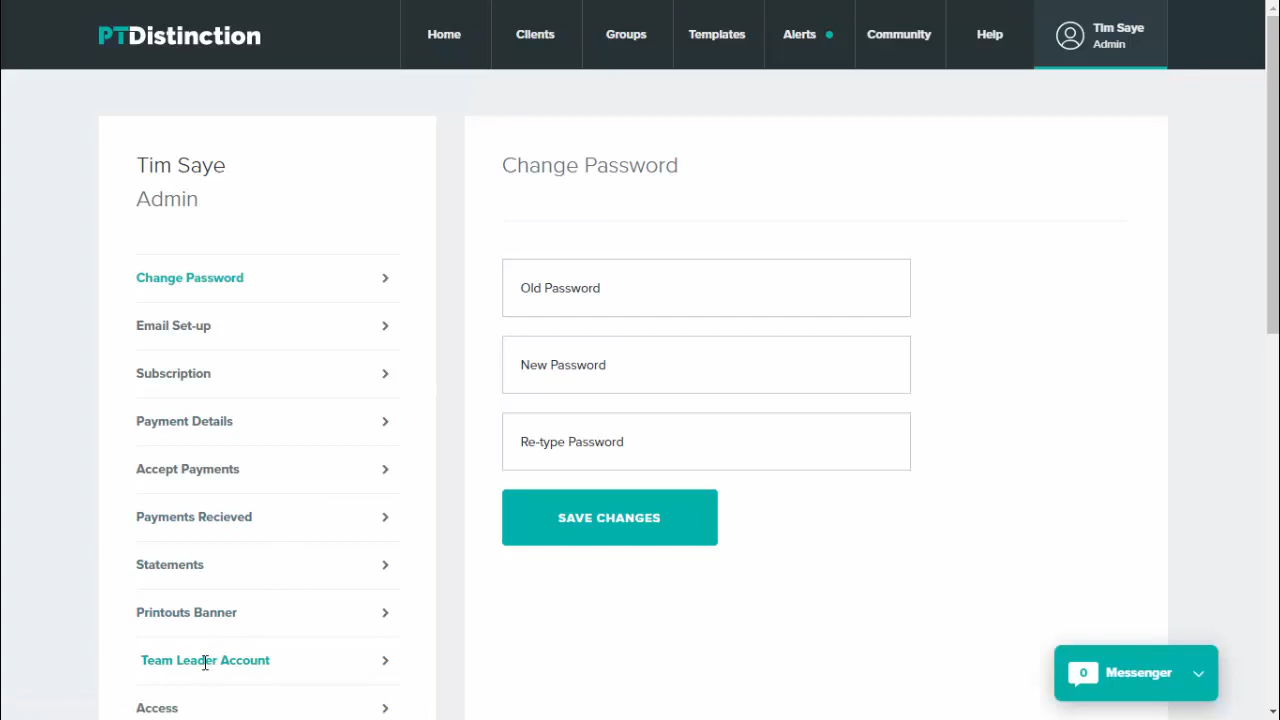 PTDistinction
Home
Clients
Groups
Templates
Alerts
Community
Help
Tim Saye
Admin
Tim Saye
Admin
Change Password
Email Set-up
Subscription
Payment Details
Accept Payments
Payments Recieved
Statements
Printouts Banner
Team Leader Account
Access
Change Password
Old Password
New Password
Re-type Password
SAVE CHANGES
0 Messenger